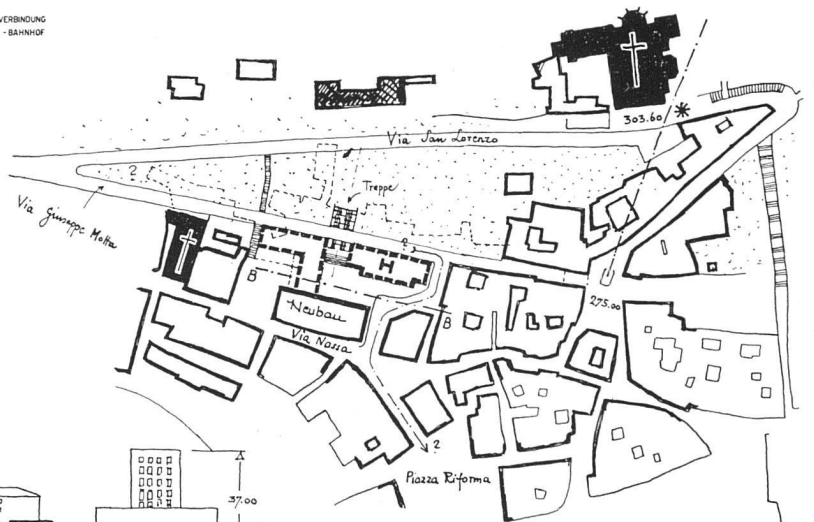 VERBINDUNG
- BAHNHOF
303.60
Via San Lorenzo
?
Treppe
Via Giuseppe Motta
?
H
B
275.00
Neubau
B
Via Nassa
?
Piazza Riforma
37.00